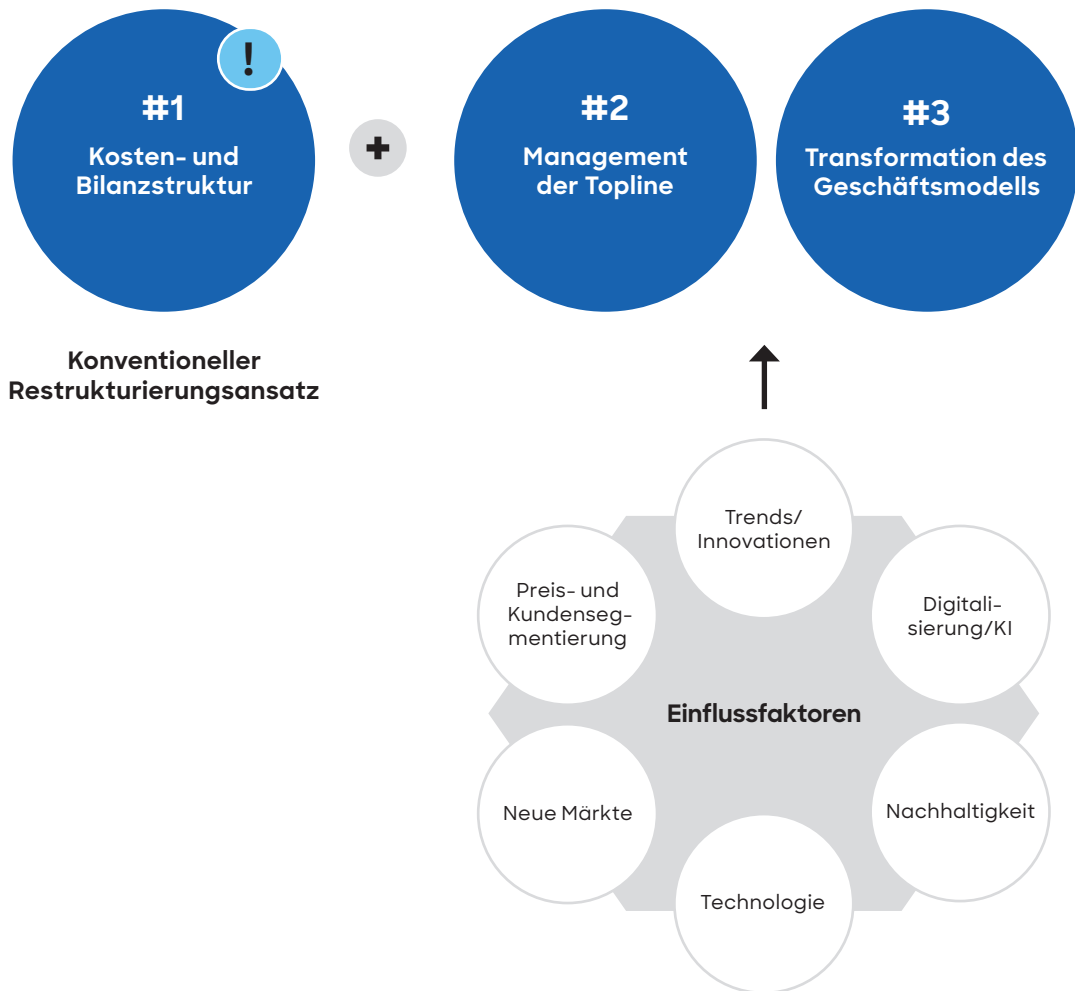 !
#1
Kosten- und
Bilanzstruktur
+
#2
Management
der Topline
#3
Transformation des
Geschäftsmodells
Konventioneller
Restrukturierungsansatz
Trends/
Innovationen
Preis- und
Kundenseg-
mentierung
Digitali-
sierung/KI
Einflussfaktoren
Neue Märkte
Nachhaltigkeit
Technologie